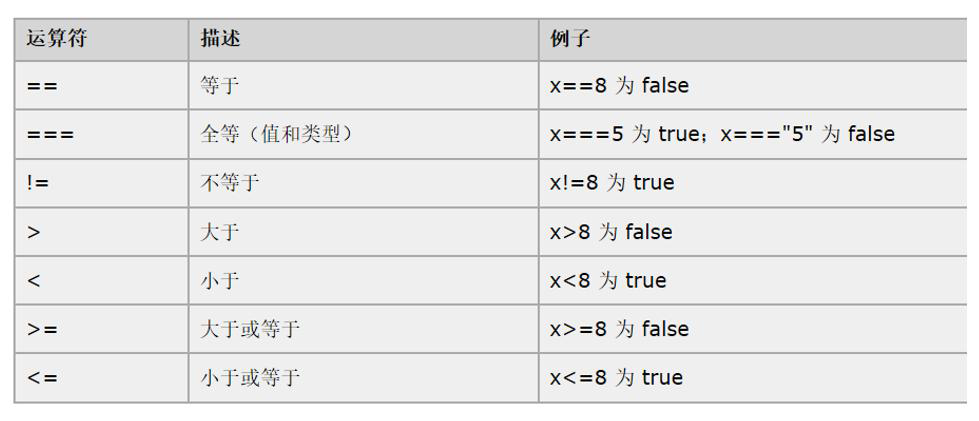 运算符 描述 例子
== 等于 x==8 为 false
=== 全等（值和类型） x===5 为 true；x==="5" 为 false
!= 不等于 x!=8 为 true
> 大于 x>8 为 false
< 小于 x<8 为 true
>= 大于或等于 x>=8 为 false
<= 小于或等于 x<=8 为 true